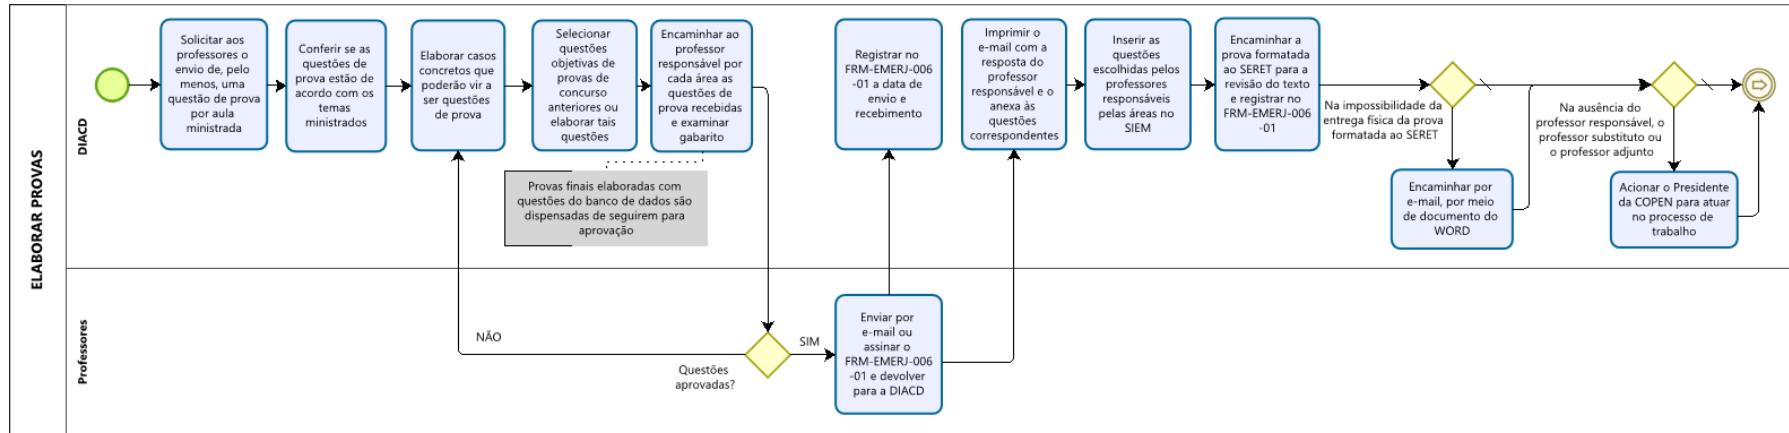 ELABORAR PROVAS
DIACD
Solicitar aos
professores o
envio de, pelo
menos, uma
questão de prova
por aula
ministrada
Conferir se as
questões de
prova estão de
acordo com os
temas
ministrados
Elaborar casos
concretos que
poderão vir a
ser questões
de prova
Selecionar
questões
objetivas de
provas de
concurso
anteriores ou
elaborar tais
questões
Encaminhar ao
professor
responsável por
cada área as
questões de
prova recebidas
e examinar
gabarito
Provas finais elaboradas com
questões do banco de dados são
dispensadas de seguirem para
aprovação
Registrar no
FRM-EMERJ-006
-01 a data de
envio e
recebimento
Imprimir o
e-mail com a
resposta do
professor
responsável e o
anexa às
questões
correspondentes
Inserir as
questões
escolhidas pelos
professores
responsáveis
pelas áreas no
SIEM
Encaminhar a
prova formatada
ao SERET para a
revisão do texto
e registrar no
FRM-EMERJ-006
-01
Na impossibilidade da
entrega física da prova
formatada ao SERET
Encaminhar por
e-mail, por meio
de documento do
WORD
Na ausência do
professor responsável, o
professor substituto ou
o professor adjunto
Acionar o Presidente
da COPEN para atuar
no processo de
trabalho
Professores
NÃO
Questões
aprovadas?
SIM
Enviar por
e-mail ou
assinar o
FRM-EMERJ-006
-01 e devolver
para a DIACD